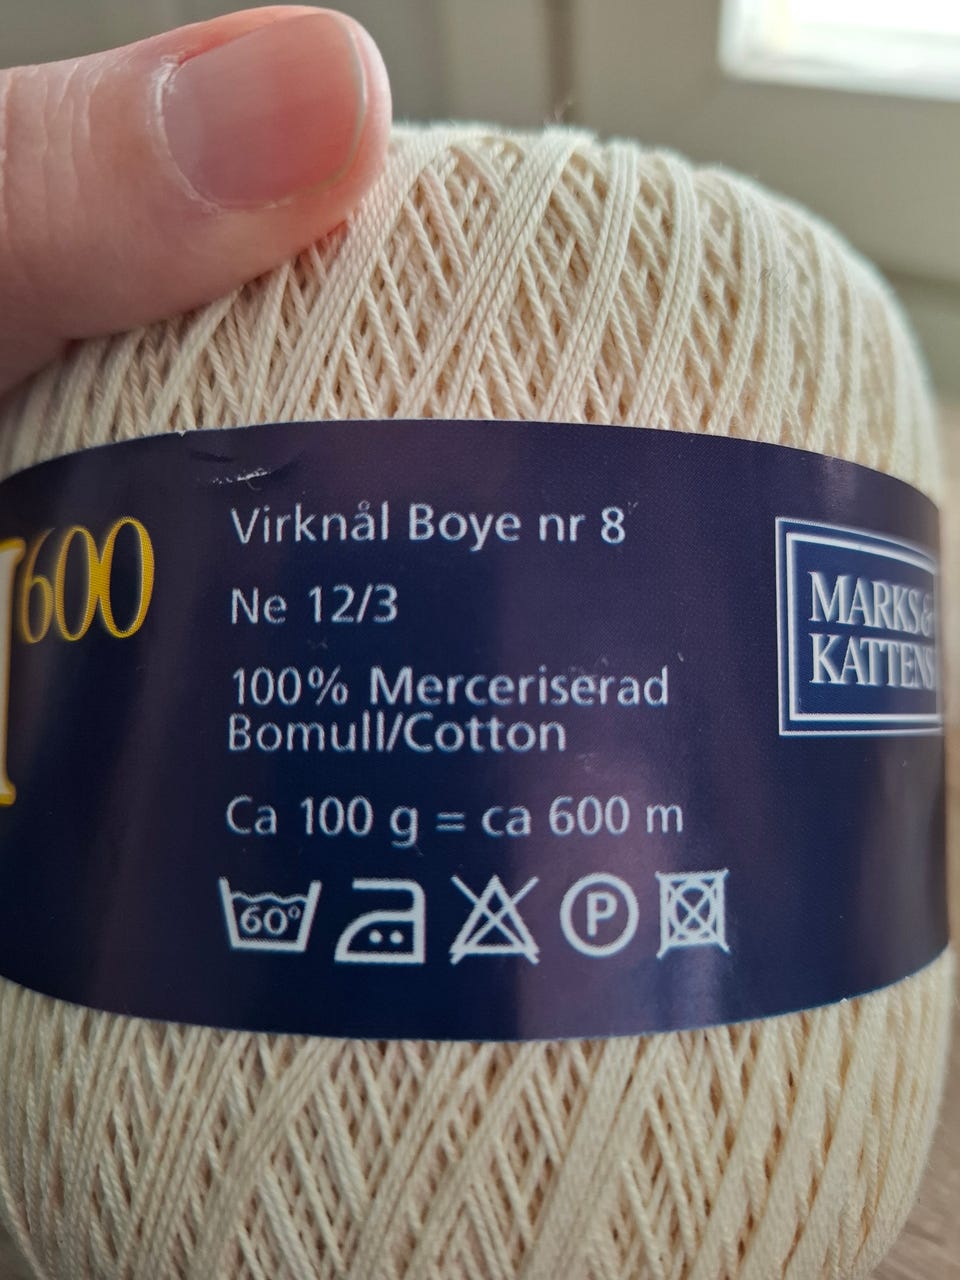 600
Virknål Boye nr 8
Ne 12/3
100% Merceriserad
Bomull/Cotton
Ca 100 g = ca 600 m
60°
P
MARKS&
KATTENS